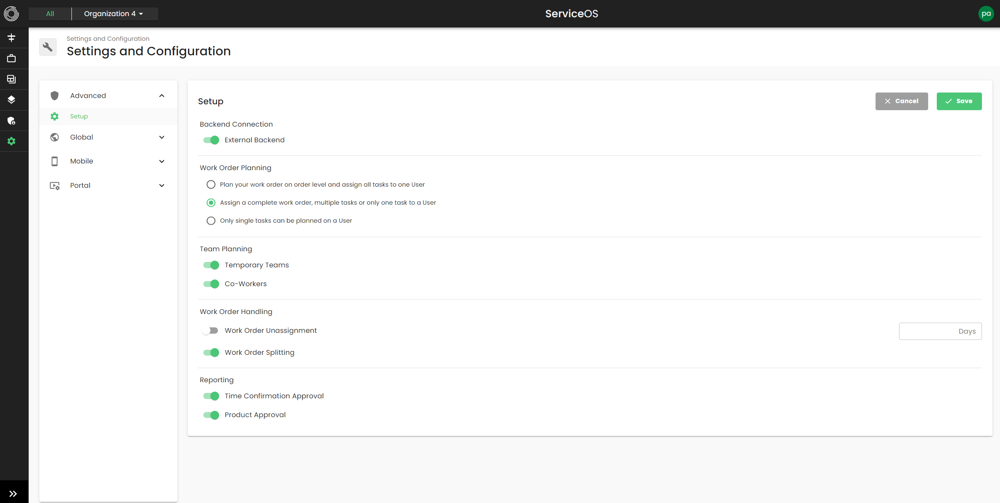 All
Organization 4
ServiceOS
pa
Settings and Configuration
Settings and Configuration
Advanced
Setup
Global
Mobile
Portal
Setup
Cancel
Save
Backend Connection
External Backend
Work Order Planning
Plan your work order on order level and assign all tasks to one User
Assign a complete work order, multiple tasks or only one task to a User
Only single tasks can be planned on a User
Team Planning
Temporary Teams
Co-Workers
Work Order Handling
Work Order Unassignment
Days
Work Order Splitting
Reporting
Time Confirmation Approval
Product Approval